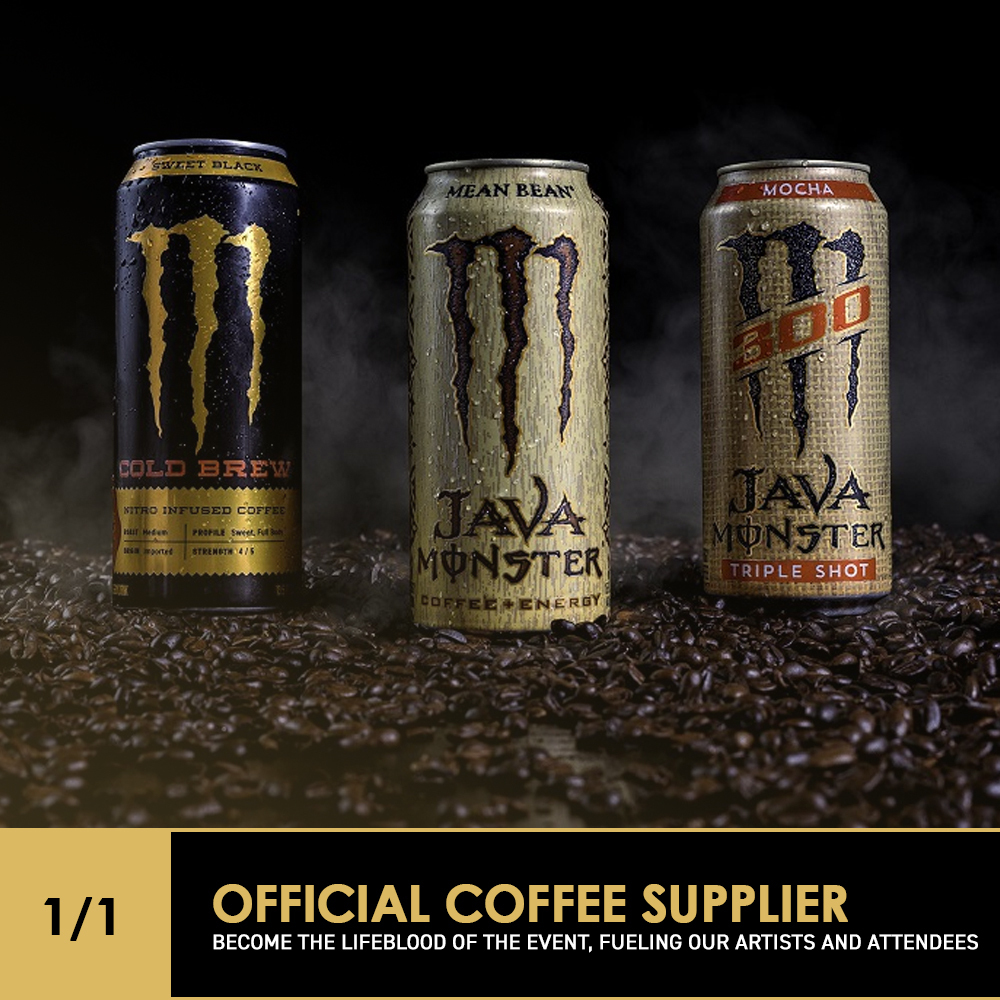 SWEET BLACK
COLD BREW
NITRO INFUSED COFFEE
ROAST Medium
PROFILE Sweet, Full Body
ORIGIN Imported
STRENGTH 4/5
MEAN BEAN
JAVA
MONSTER
COFFEE+ENERGY
MOCHA
300
JAVA
MONSTER
TRIPLE SHOT
1/1
OFFICIAL COFFEE SUPPLIER
BECOME THE LIFEBLOOD OF THE EVENT, FUELING OUR ARTISTS AND ATTENDEES